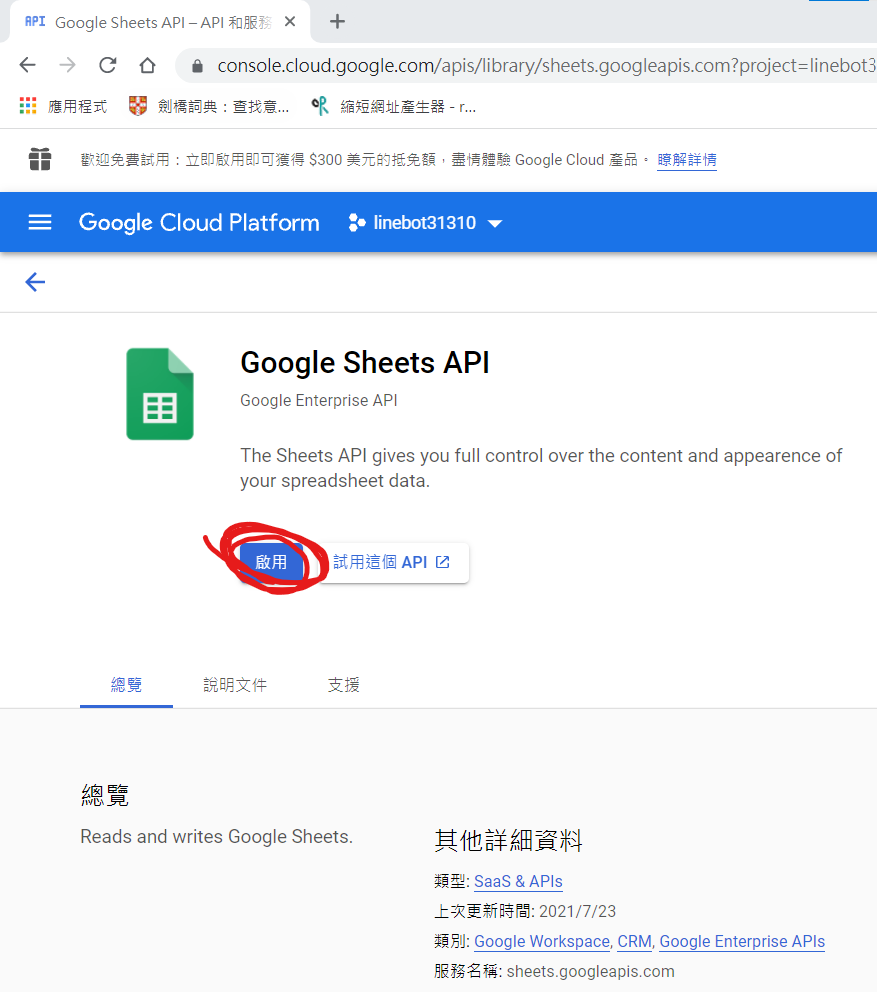 API Google Sheets API – API 和服務
console.cloud.google.com/apis/library/sheets.googleapis.com?project=linebot3
應用程式 劍橋詞典：查找意... 縮短網址產生器 - r...
歡迎免費試用：立即啟用即可獲得 $300 美元的抵免額，盡情體驗 Google Cloud 產品。 瞭解詳情
Google Cloud Platform linebot31310
Google Sheets API
Google Enterprise API
The Sheets API gives you full control over the content and appearence of
your spreadsheet data.
啟用 試用這個 API
總覽 說明文件 支援
總覽
Reads and writes Google Sheets.
其他詳細資料
類型: SaaS & APIs
上次更新時間: 2021/7/23
類別: Google Workspace, CRM, Google Enterprise APIs
服務名稱: sheets.googleapis.com